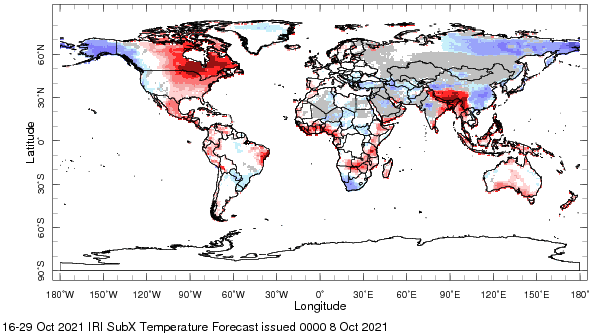 60°N
30°N
0°
30°S
60°S
90°S
Latitude
180°W 150°W 120°W 90°W 60°W 30°W 0° 30°E 60°E 90°E 120°E 150°E 180°E
Longitude
16-29 Oct 2021 IRI SubX Temperature Forecast issued 0000 8 Oct 2021